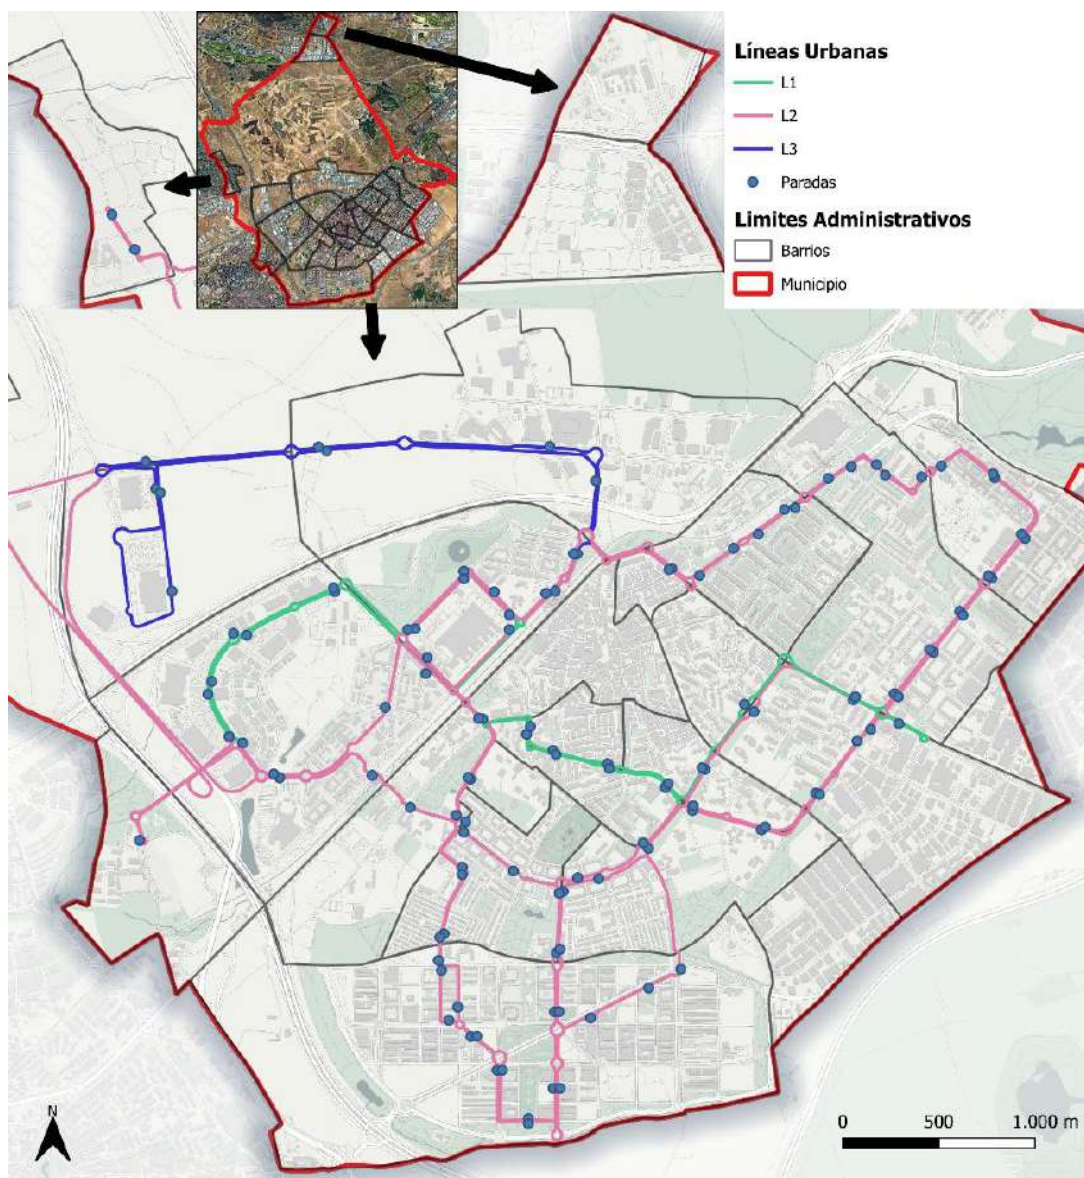 Líneas Urbanas
L1
L2
L3
Paradas
Limites Administrativos
Barrios
Municipio
N
0 500 1.000 m